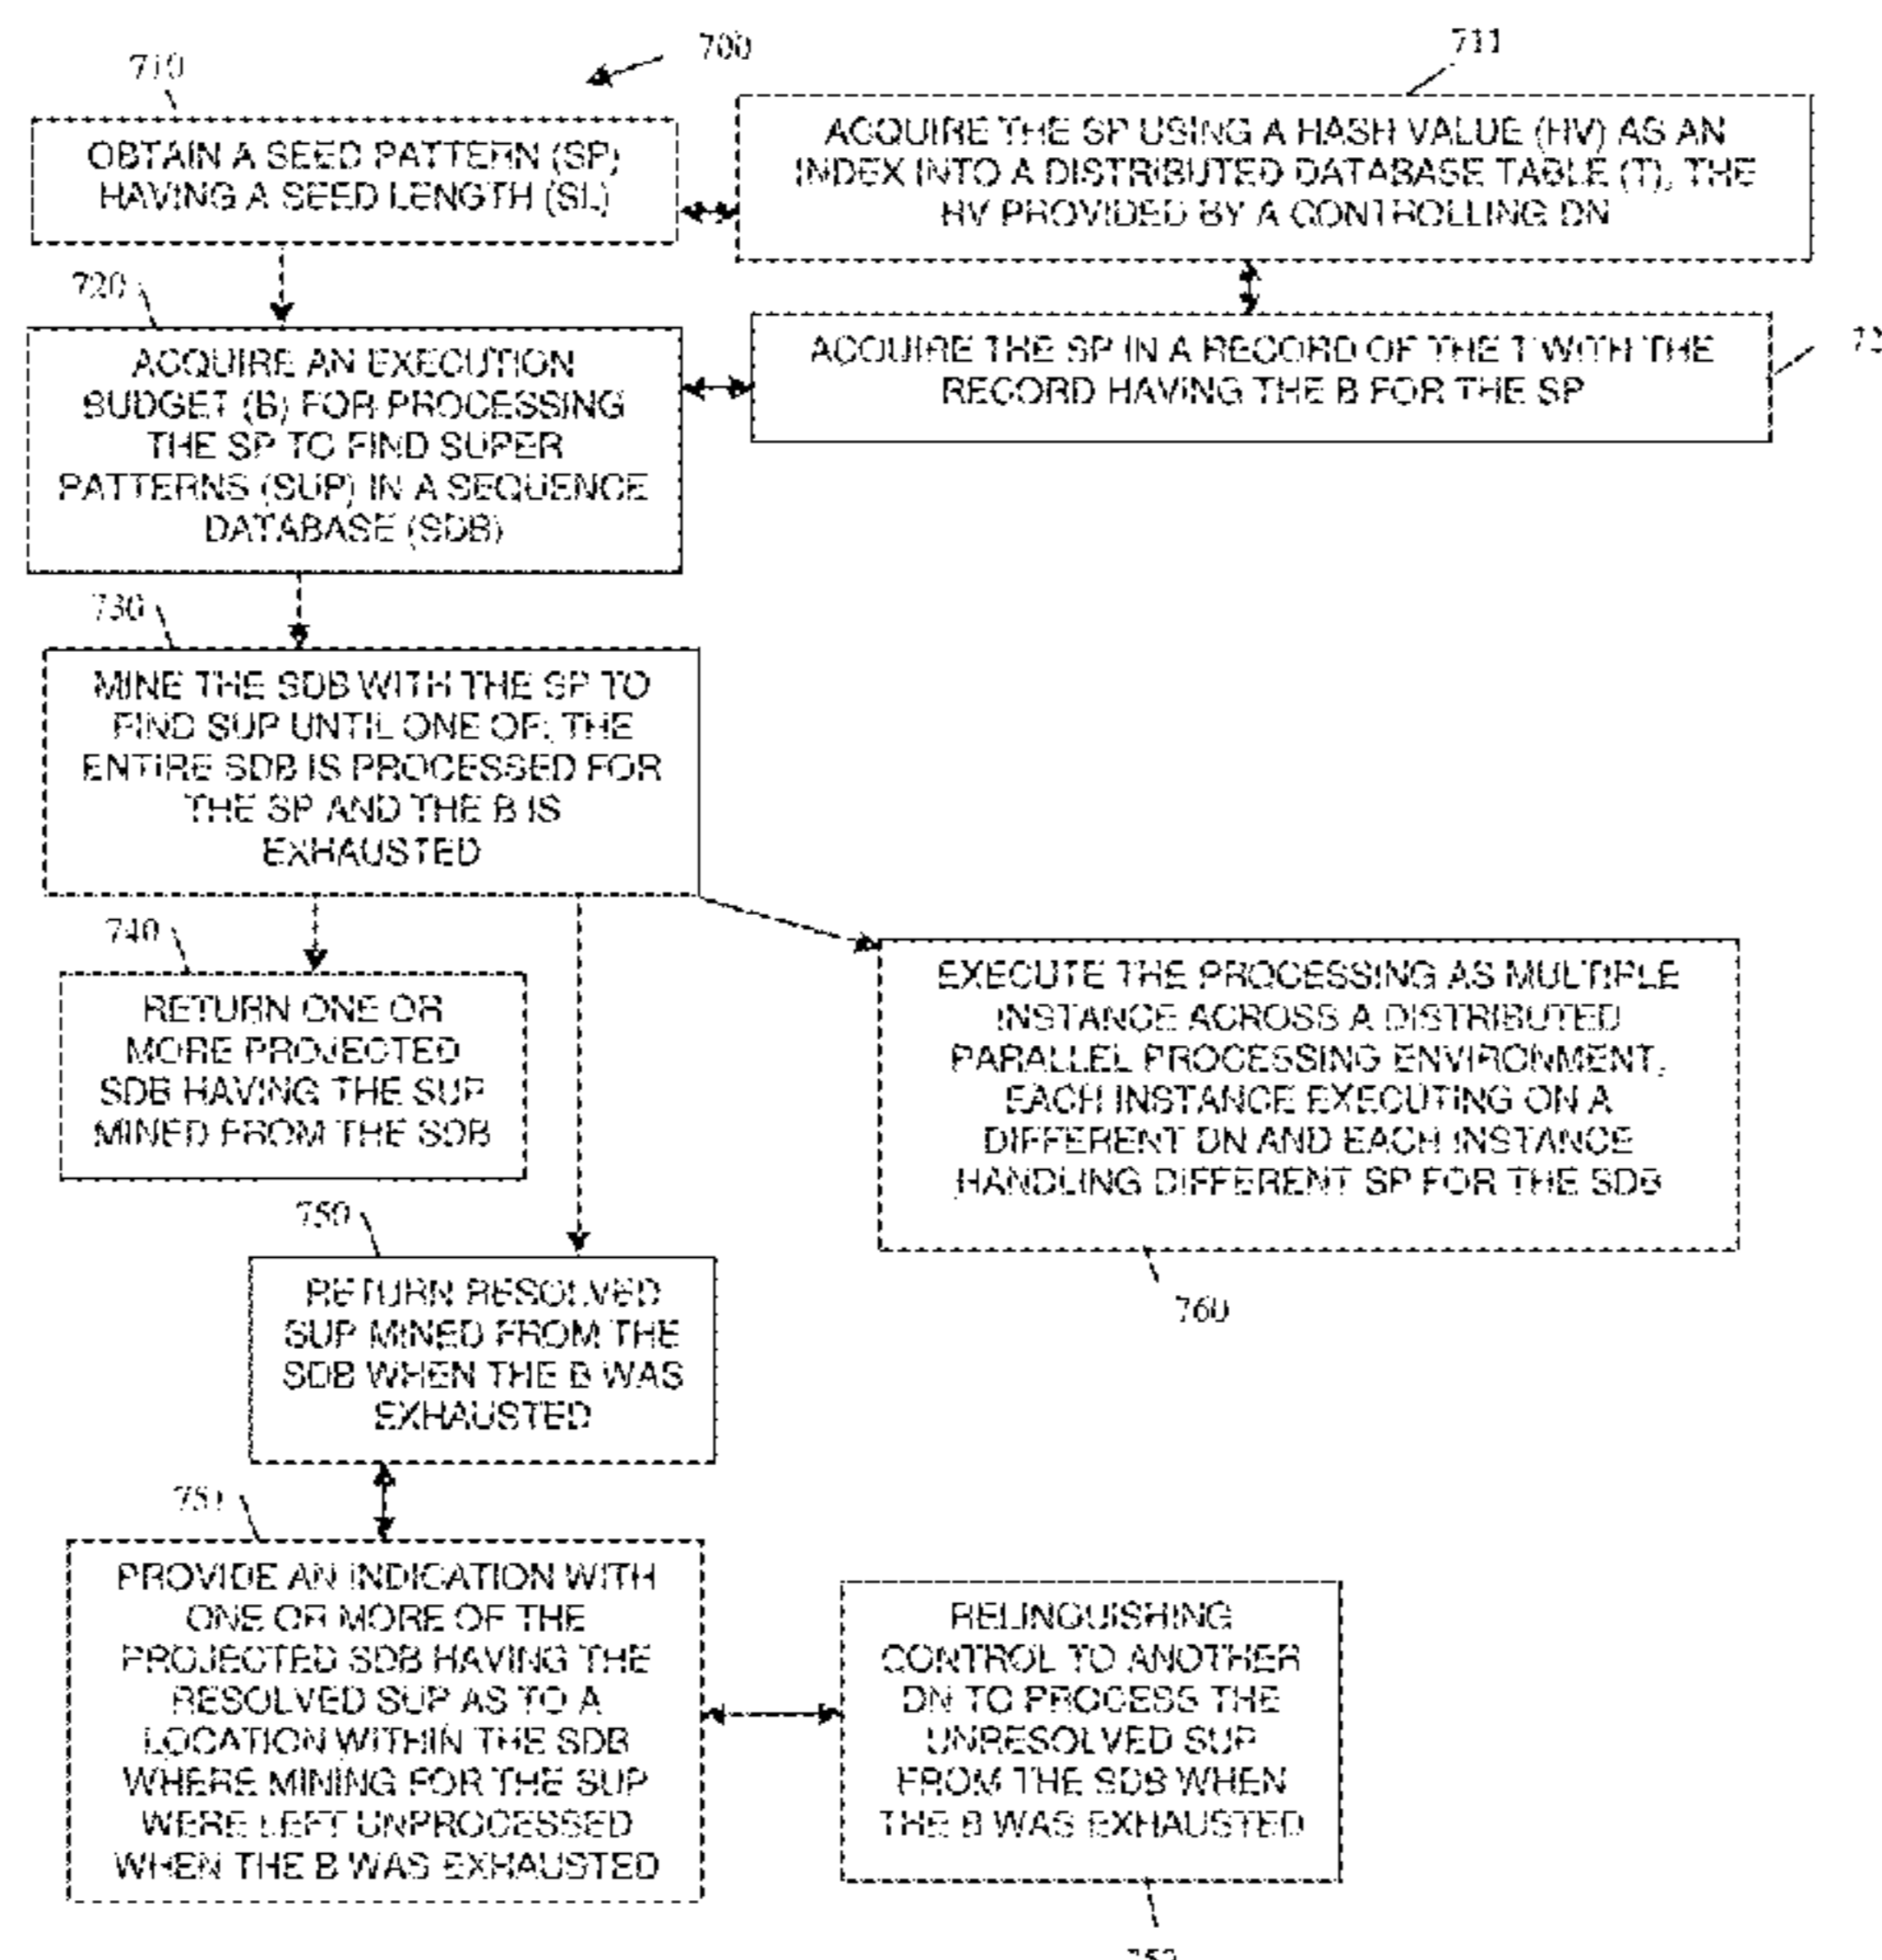 700
710
OBTAIN A SEED PATTERN (SP)
HAVING A SEED LENGTH (SL)
711
ACQUIRE THE SP USING A HASH VALUE (HV) AS AN
INDEX INTO A DISTRIBUTED DATABASE TABLE (T), THE
HV PROVIDED BY A CONTROLLING DN
720
ACQUIRE AN EXECUTION
BUDGET (B) FOR PROCESSING
THE SP TO FIND SUPER
PATTERNS (SUP) IN A SEQUENCE
DATABASE (SDB)
ACQUIRE THE SP IN A RECORD OF THE T WITH THE
RECORD HAVING THE B FOR THE SP
730
MINE THE SDB WITH THE SP TO
FIND SUP UNTIL ONE OF: THE
ENTIRE SDB IS PROCESSED FOR
THE SP AND THE B IS
EXHAUSTED
740
RETURN ONE OR
MORE PROJECTED
SDB HAVING THE SUP
MINED FROM THE SDB
EXECUTE THE PROCESSING AS MULTIPLE
INSTANCE ACROSS A DISTRIBUTED
PARALLEL PROCESSING ENVIRONMENT,
EACH INSTANCE EXECUTING ON A
DIFFERENT DN AND EACH INSTANCE
HANDLING DIFFERENT SP FOR THE SDB
760
750
RETURN RESOLVED
SUP MINED FROM THE
SDB WHEN THE B WAS
EXHAUSTED
751
PROVIDE AN INDICATION WITH
ONE OR MORE OF THE
PROJECTED SDB HAVING THE
RESOLVED SUP AS TO A
LOCATION WITHIN THE SDB
WHERE MINING FOR THE SUP
WERE LEFT UNPROCESSED
WHEN THE B WAS EXHAUSTED
RELINQUISHING
CONTROL TO ANOTHER
DN TO PROCESS THE
UNRESOLVED SUP
FROM THE SDB WHEN
THE B WAS EXHAUSTED